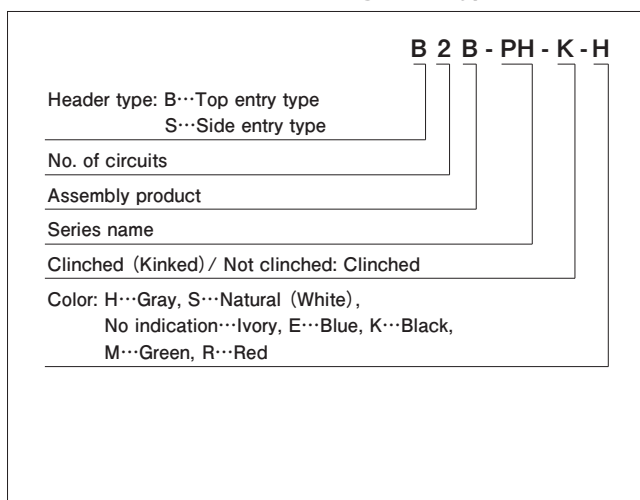 B 2 B - PH - K - H
Header type: B…Top entry type
S…Side entry type
No. of circuits
Assembly product
Series name
Clinched (Kinked) / Not clinched: Clinched
Color: H…Gray, S…Natural (White),
No indication…Ivory, E…Blue, K…Black,
M…Green, R…Red